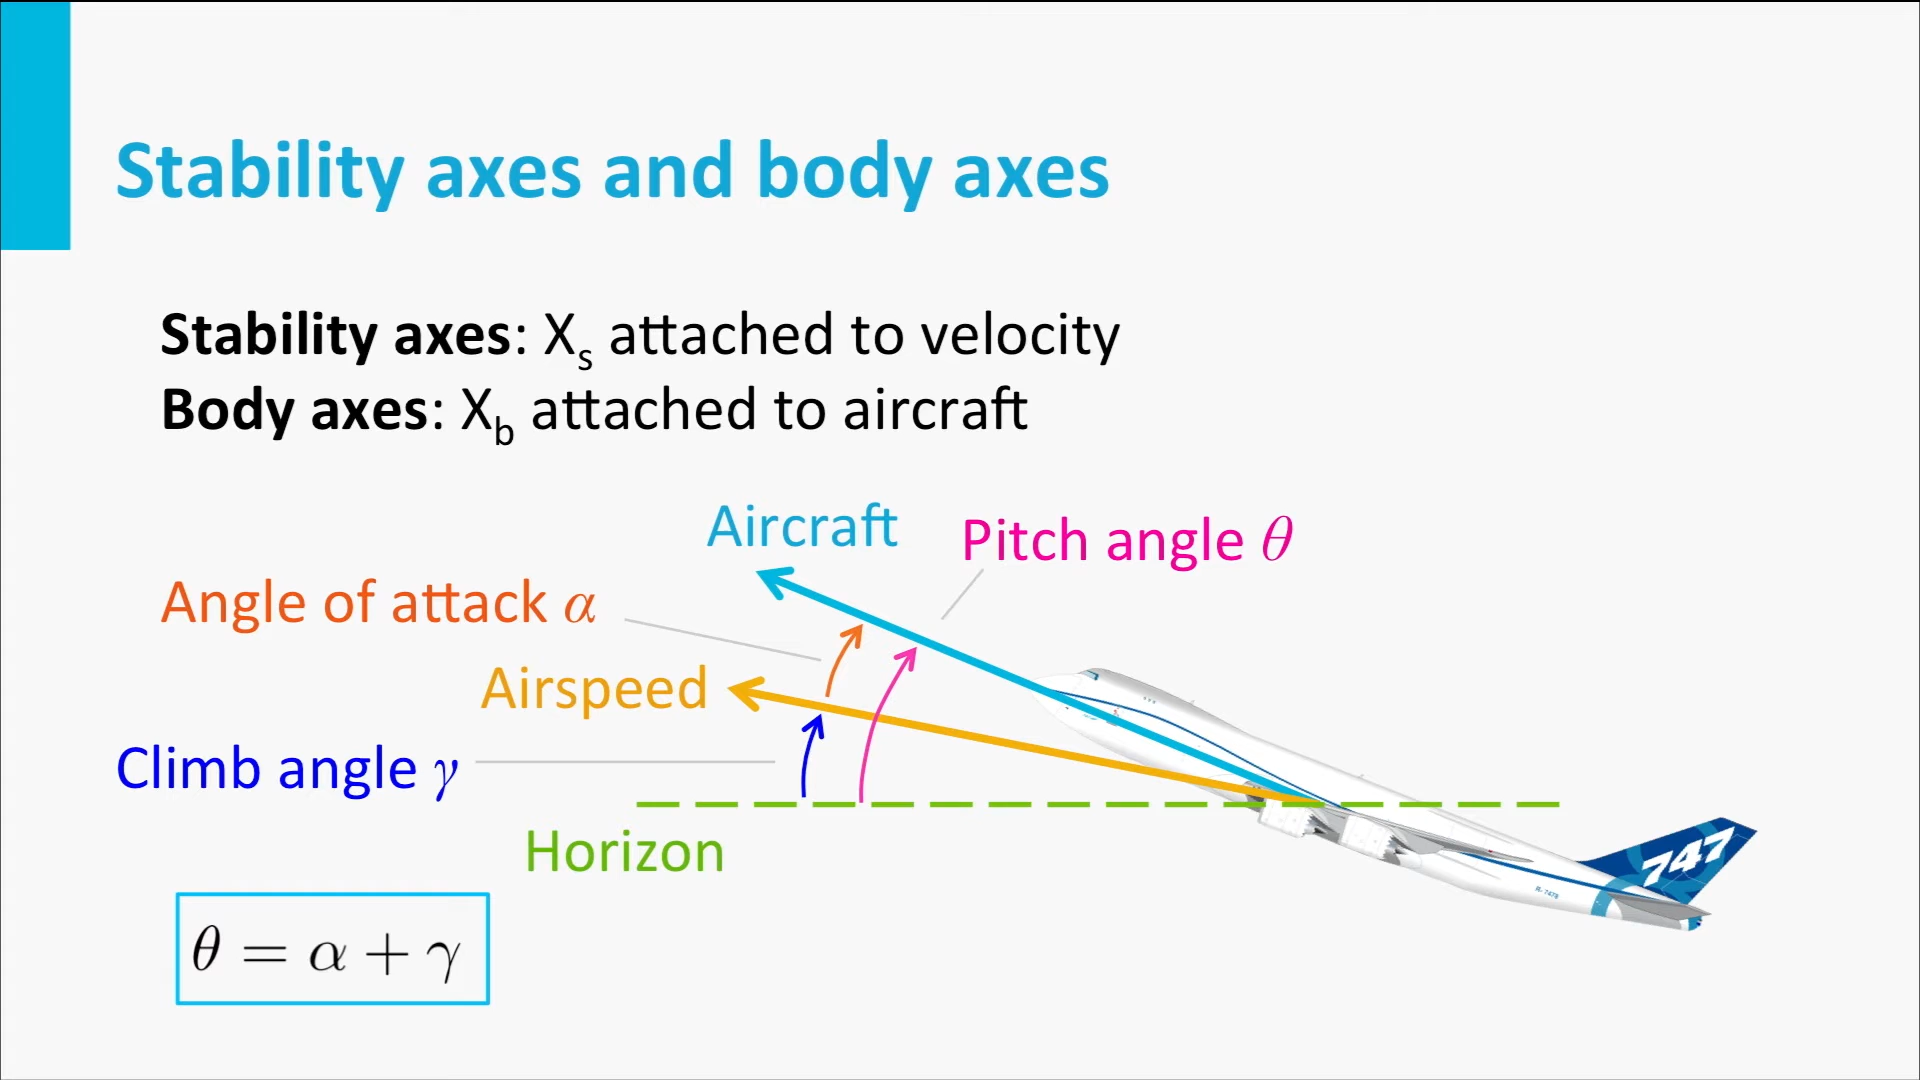 Stability axes and body axes
Stability axes: Xs attached to velocity
Body axes: Xb attached to aircraft
Aircraft
Pitch angle θ
Angle of attack α
Airspeed
Climb angle γ
Horizon
747
θ = α + γ